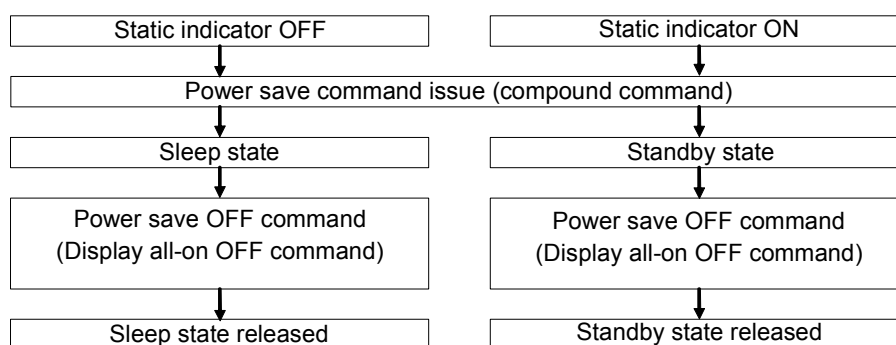 Static indicator OFF
Static indicator ON
Power save command issue (compound command)
Sleep state
Standby state
Power save OFF command
(Display all-on OFF command)
Power save OFF command
(Display all-on OFF command)
Sleep state released
Standby state released